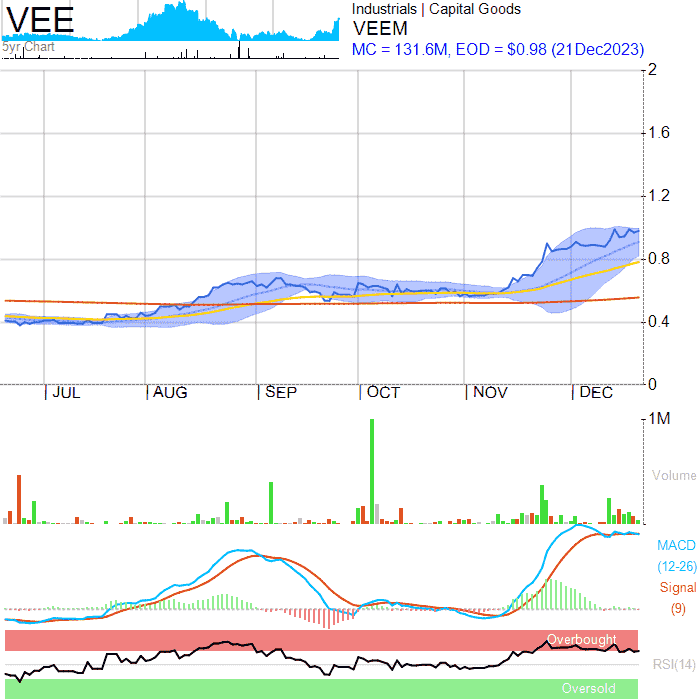 VEE
5yr Chart
Industrials | Capital Goods
VEEM
MC = 131.6M, EOD = $0.98 (21Dec2023)
2
1.6
1.2
0.8
0.4
0
JUL AUG SEP OCT NOV DEC
1M
Volume
MACD
(12-26)
Signal
(9)
Overbought
RSI(14)
Oversold